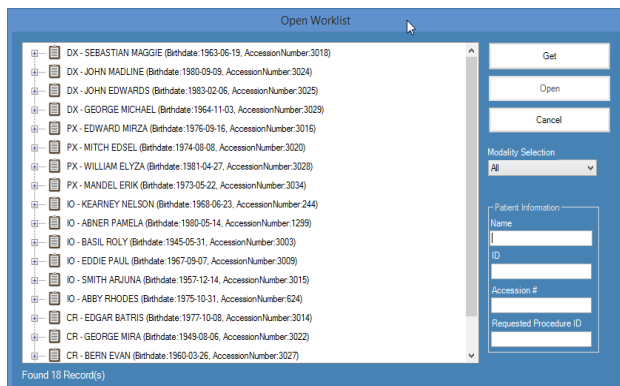 Open Worklist
DX - SEBASTIAN MAGGIE (Birthdate:1963-06-19, AccessionNumber:3018)
DX - JOHN MADLINE (Birthdate:1980-09-09, AccessionNumber:3024)
DX - JOHN EDWARDS (Birthdate:1983-02-06, AccessionNumber:3025)
DX - GEORGE MICHAEL (Birthdate:1964-11-03, AccessionNumber:3029)
PX - EDWARD MIRZA (Birthdate:1976-09-16, AccessionNumber:3016)
PX - MITCH EDSEL (Birthdate:1974-08-08, AccessionNumber:3020)
PX - WILLIAM ELYZA (Birthdate:1981-04-27, AccessionNumber:3028)
PX - MANDEL ERIK (Birthdate:1973-05-22, AccessionNumber:3034)
IO - KEARNEY NELSON (Birthdate:1968-06-23, AccessionNumber:244)
IO - ABNER PAMELA (Birthdate:1980-05-14, AccessionNumber:1299)
IO - BASIL ROLY (Birthdate:1945-05-31, AccessionNumber:3003)
IO - EDDIE PAUL (Birthdate:1967-09-07, AccessionNumber:3009)
IO - SMITH ARJUNA (Birthdate:1957-12-14, AccessionNumber:3015)
IO - ABBY RHODES (Birthdate:1975-10-31, AccessionNumber:624)
CR - EDGAR BATRIS (Birthdate:1977-10-08, AccessionNumber:3014)
CR - GEORGE MIRA (Birthdate:1949-08-06, AccessionNumber:3022)
CR - BERN EVAN (Birthdate:1960-03-26, AccessionNumber:3027)
Found 18 Record(s)
Get
Open
Cancel
Modality Selection
All
Patient Information
Name
ID
Accession #
Requested Procedure ID